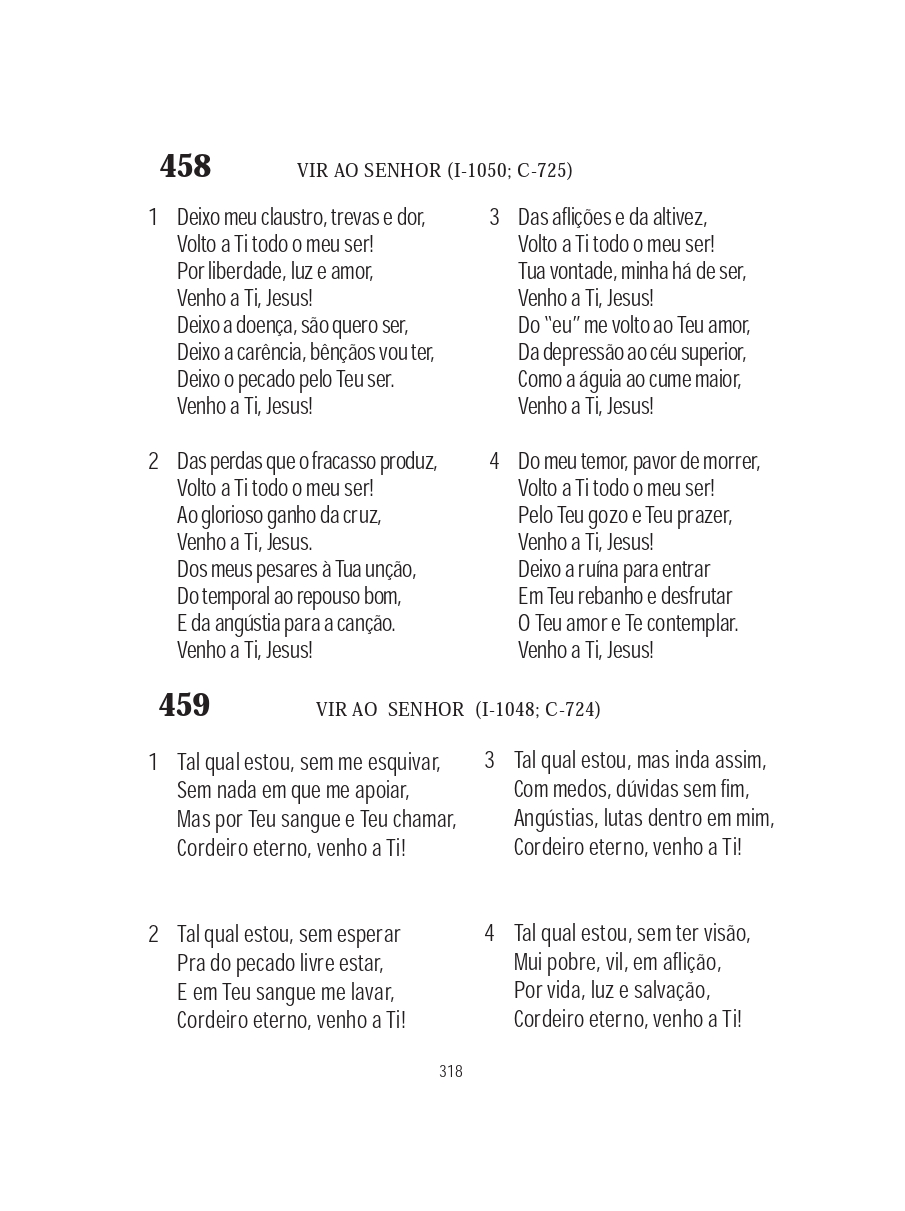 458 VIR AO SENHOR (I-1050; C-725)
1 Deixo meu claustro, trevas e dor,
Volto a Ti todo o meu ser!
Por liberdade, luz e amor,
Venho a Ti, Jesus!
Deixo a doença, são quero ser,
Deixo a carência, bênçãos vou ter,
Deixo o pecado pelo Teu ser.
Venho a Ti, Jesus!
2 Das perdas que o fracasso produz,
Volto a Ti todo o meu ser!
Ao glorioso ganho da cruz,
Venho a Ti, Jesus.
Dos meus pesares à Tua unção,
Do temporal ao repouso bom,
E da angústia para a canção.
Venho a Ti, Jesus!
3 Das aflições e da altivez,
Volto a Ti todo o meu ser!
Tua vontade, minha há de ser,
Venho a Ti, Jesus!
Do “eu” me volto ao Teu amor,
Da depressão ao céu superior,
Como a águia ao cume maior,
Venho a Ti, Jesus!
4 Do meu temor, pavor de morrer,
Volto a Ti todo o meu ser!
Pelo Teu gozo e Teu prazer,
Venho a Ti, Jesus!
Deixo a ruína para entrar
Em Teu rebanho e desfrutar
O Teu amor e Te contemplar.
Venho a Ti, Jesus!
459 VIR AO SENHOR (I-1048; C-724)
1 Tal qual estou, sem me esquivar,
Sem nada em que me apoiar,
Mas por Teu sangue e Teu chamar,
Cordeiro eterno, venho a Ti!
2 Tal qual estou, sem esperar
Pra do pecado livre estar,
E em Teu sangue me lavar,
Cordeiro eterno, venho a Ti!
3 Tal qual estou, mas inda assim,
Com medos, dúvidas sem fim,
Angústias, lutas dentro em mim,
Cordeiro eterno, venho a Ti!
4 Tal qual estou, sem ter visão,
Mui pobre, vil, em aflição,
Por vida, luz e salvação,
Cordeiro eterno, venho a Ti!
318